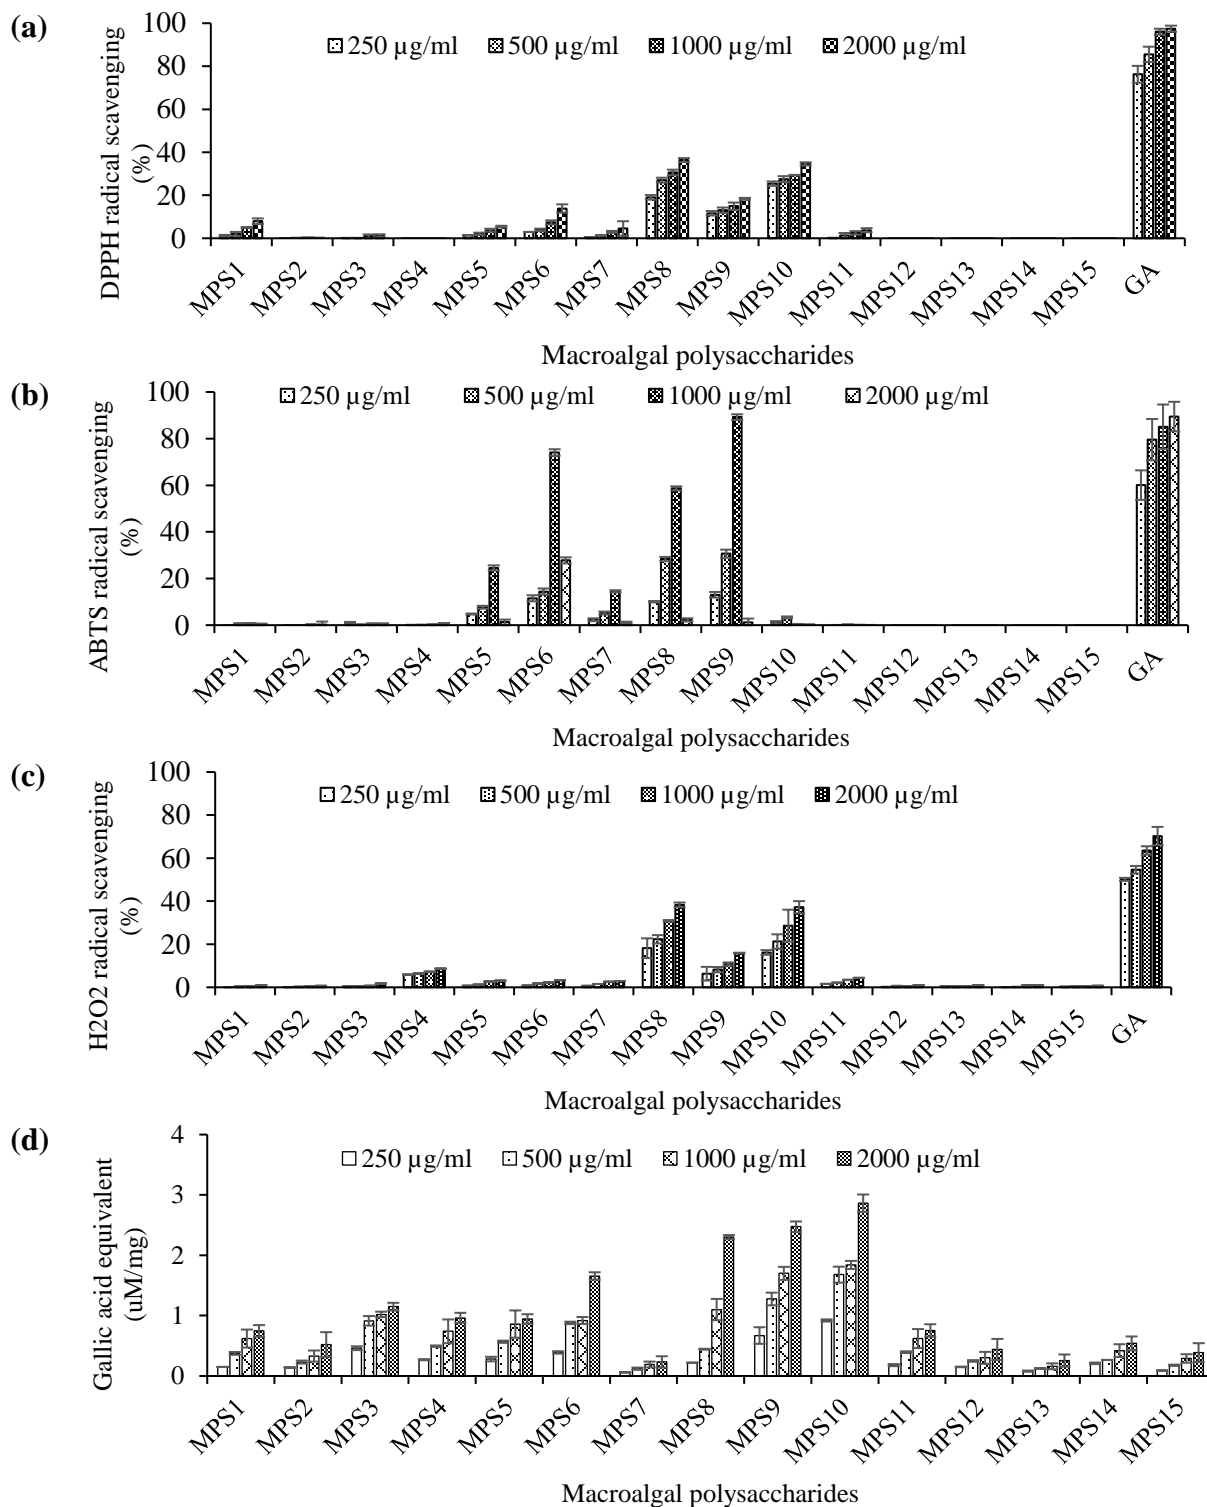 (a)
DPPH radical scavenging
(%)
100
80
60
40
20
0
250 µg/ml 500 µg/ml 1000 µg/ml 2000 µg/ml
MPS1 MPS2 MPS3 MPS4 MPS5 MPS6 MPS7 MPS8 MPS9 MPS10 MPS11 MPS12 MPS13 MPS14 MPS15 GA
Macroalgal polysaccharides
(b)
ABTS radical scavenging
(%)
100
80
60
40
20
0
250 µg/ml 500 µg/ml 1000 µg/ml 2000 µg/ml
MPS1 MPS2 MPS3 MPS4 MPS5 MPS6 MPS7 MPS8 MPS9 MPS10 MPS11 MPS12 MPS13 MPS14 MPS15 GA
Macroalgal polysaccharides
(c)
H2O2 radical scavenging
(%)
100
80
60
40
20
0
250 µg/ml 500 µg/ml 1000 µg/ml 2000 µg/ml
MPS1 MPS2 MPS3 MPS4 MPS5 MPS6 MPS7 MPS8 MPS9 MPS10 MPS11 MPS12 MPS13 MPS14 MPS15 GA
Macroalgal polysaccharides
(d)
Gallic acid equivalent
(uM/mg)
4
3
2
1
0
250 µg/ml 500 µg/ml 1000 µg/ml 2000 µg/ml
MPS1 MPS2 MPS3 MPS4 MPS5 MPS6 MPS7 MPS8 MPS9 MPS10 MPS11 MPS12 MPS13 MPS14 MPS15
Macroalgal polysaccharides